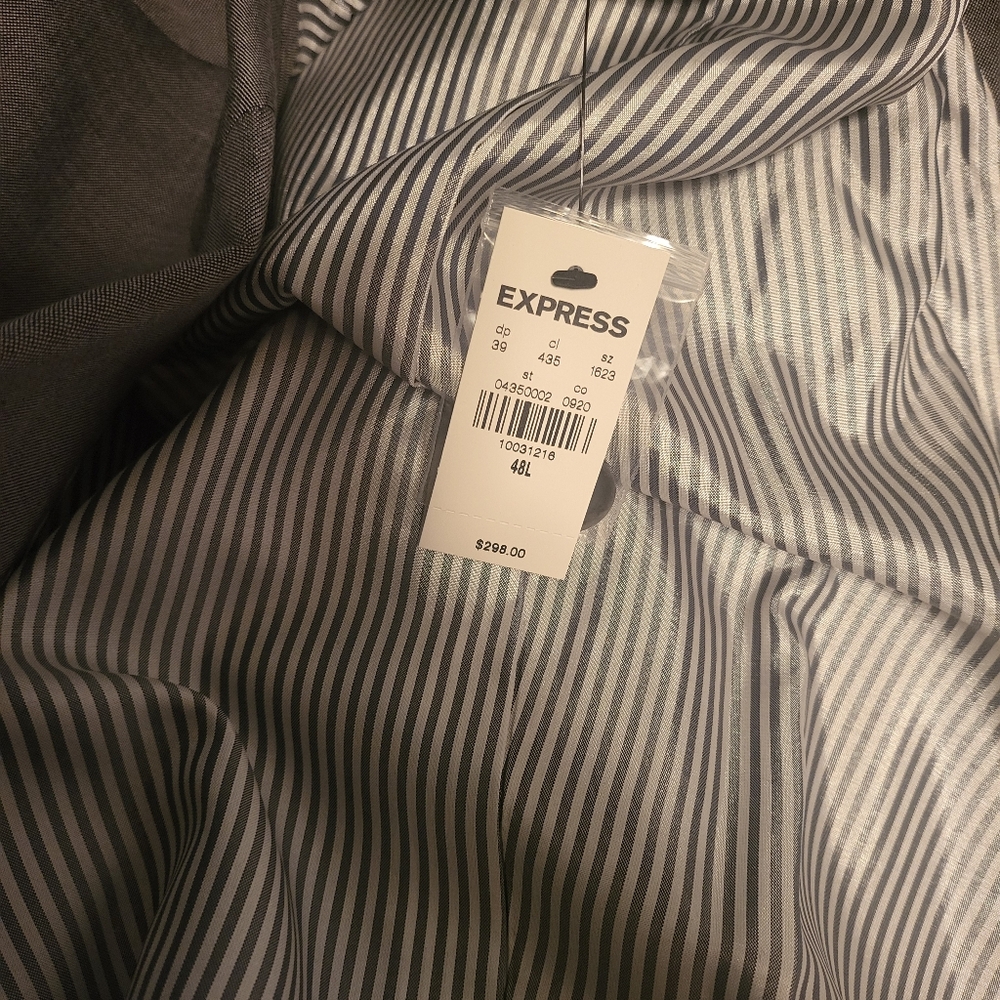 EXPRESS
dp cl sz
39 435 1623
st co
04350002 0920
10031216
48L
$298.00